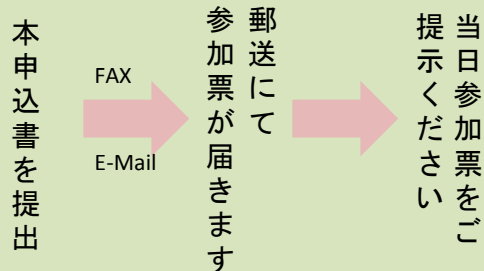 本申込書を提出
FAX
E-Mail
郵送にて
参加票が届きます
当日参加票をご
提示ください